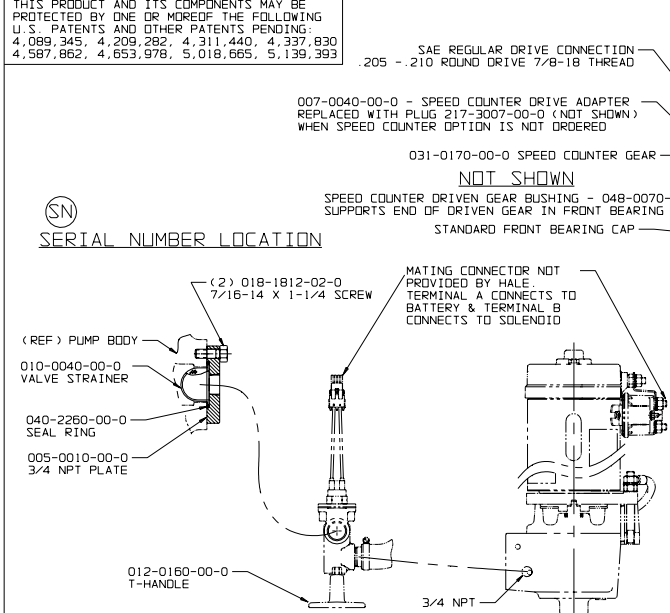 THIS PRODUCT AND ITS COMPONENTS MAY BE
PROTECTED BY ONE OR MOREOF THE FOLLOWING
U.S. PATENTS AND OTHER PATENTS PENDING:
4,089,345, 4,209,282, 4,311,440, 4,337,830
4,587,862, 4,653,978, 5,018,665, 5,139,393
SAE REGULAR DRIVE CONNECTION
.205 -.210 ROUND DRIVE 7/8-18 THREAD
007-0040-00-0 - SPEED COUNTER DRIVE ADAPTER
REPLACED WITH PLUG 217-3007-00-0 (NOT SHOWN)
WHEN SPEED COUNTER OPTION IS NOT ORDERED
031-0170-00-0 SPEED COUNTER GEAR
NOT SHOWN
SPEED COUNTER DRIVEN GEAR BUSHING - 048-0070-
SUPPORTS END OF DRIVEN GEAR IN FRONT BEARING
STANDARD FRONT BEARING CAP
SN
SERIAL NUMBER LOCATION
(2) 018-1812-02-0
7/16-14 X 1-1/4 SCREW
MATING CONNECTOR NOT
PROVIDED BY HALE.
TERMINAL A CONNECTS TO
BATTERY & TERMINAL B
CONNECTS TO SOLENOID
(REF) PUMP BODY
010-0040-00-0
VALVE STRAINER
040-2260-00-0
SEAL RING
005-0010-00-0
3/4 NPT PLATE
012-0160-00-0
T-HANDLE
3/4 NPT